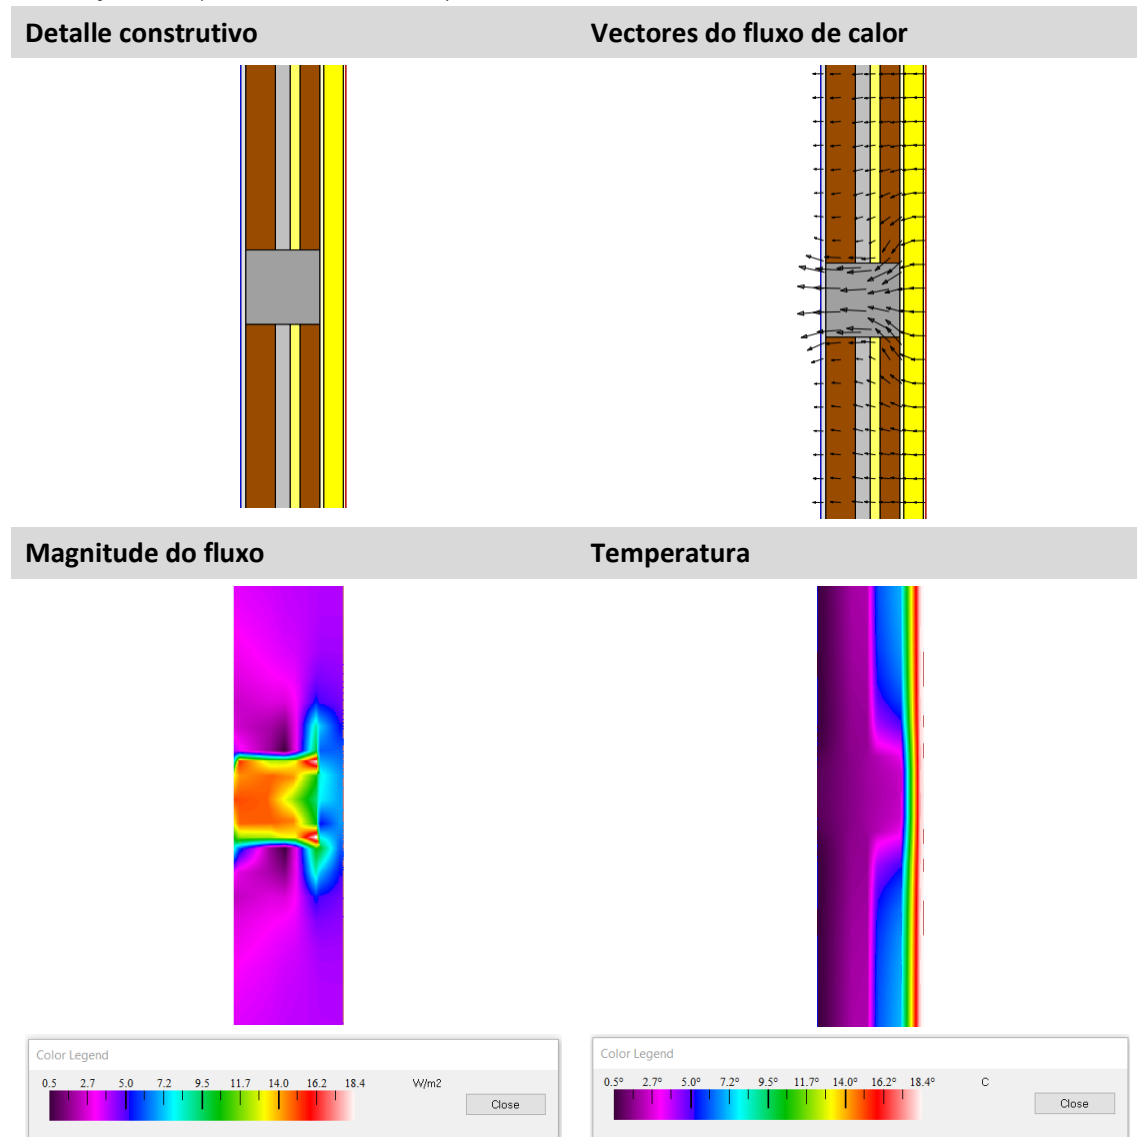 Detalle construtivo
Vectores do fluxo de calor
Magnitude do fluxo
Temperatura
Color Legend
0.5 2.7 5.0 7.2 9.5 11.7 14.0 16.2 18.4 W/m2
Close
Color Legend
0.5° 2.7° 5.0° 7.2° 9.5° 11.7° 14.0° 16.2° 18.4° C
Close